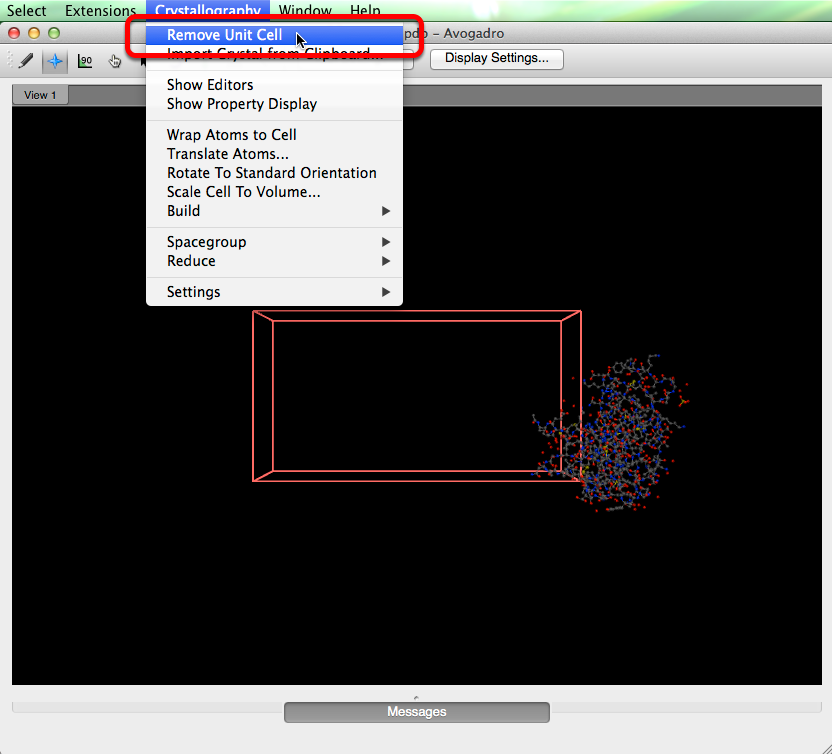 Select Extensions Crystallography Window Help
Remove Unit Cell
pdb – Avogadro
Import Crystal from Clipboard...
90
Display Settings...
View 1
Show Editors
Show Property Display
Wrap Atoms to Cell
Translate Atoms...
Rotate To Standard Orientation
Scale Cell To Volume...
Build
Spacegroup
Reduce
Settings
Messages